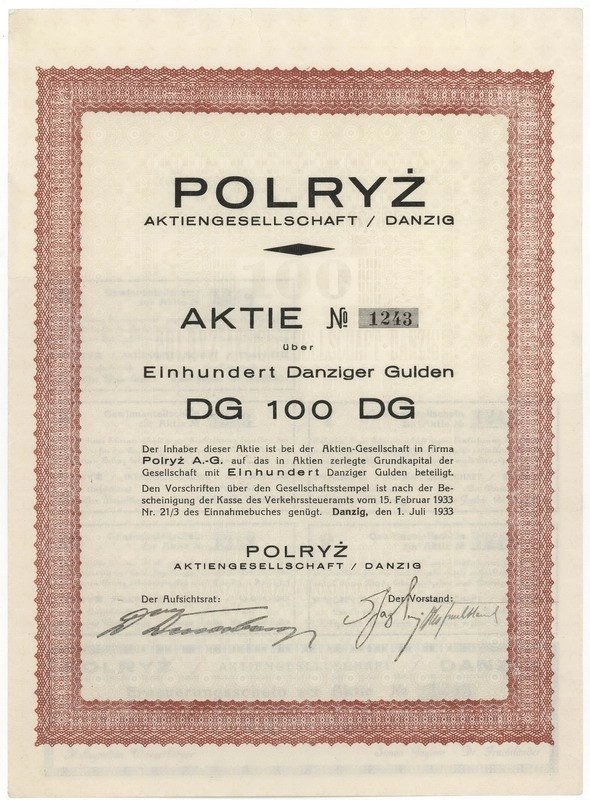 POLRYŻ
AKTIENGESELLSCHAFT / DANZIG
AKTIE № 1243
über
Einhundert Danziger Gulden
DG 100 DG
Der Inhaber dieser Aktie ist bei der Aktien-Gesellschaft in Firma
Polryż A.-G. auf das in Aktien zerlegte Grundkapital der
Gesellschaft mit Einhundert Danziger Gulden beteiligt.
Den Vorschriften über den Geschäftsstempel ist nach der Be-
scheinigung der Kasse des Verkehrssteueramts vom 15. Februar 1933
Nr. 21/3 des Einnahmebuches genügt. Danzig, den 1. Juli 1933
POLRYŻ
AKTIENGESELLSCHAFT / DANZIG
Der Aufsichtsrat: Der Vorstand: